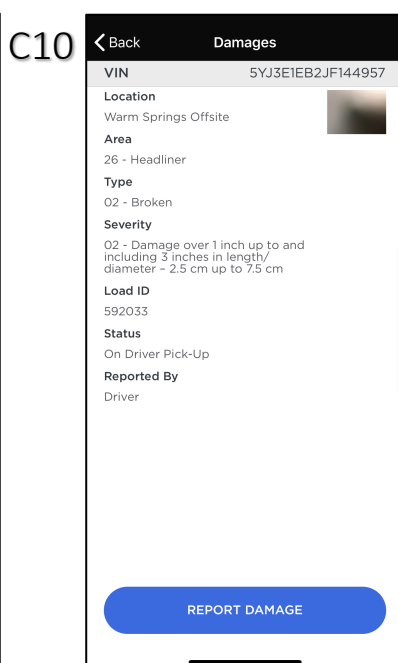 C10
Back
Damages
VIN 5YJ3E1EB2JF144957
Location
Warm Springs Offsite
Area
26 - Headliner
Type
02 - Broken
Severity
02 - Damage over 1 inch up to and
including 3 inches in length/
diameter – 2.5 cm up to 7.5 cm
Load ID
592033
Status
On Driver Pick-Up
Reported By
Driver
REPORT DAMAGE